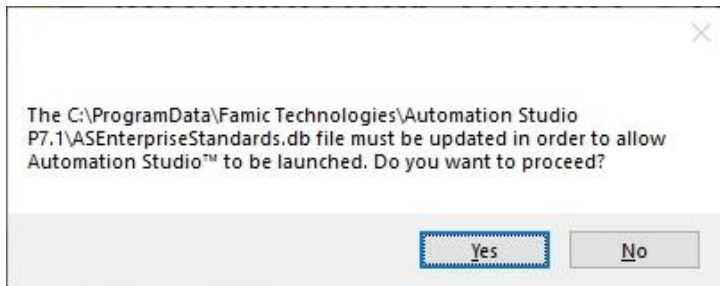 The C:\ProgramData\Famic Technologies\Automation Studio
P7.1\ASEnterpriseStandards.db file must be updated in order to allow
Automation Studio™ to be launched. Do you want to proceed?
Yes
No